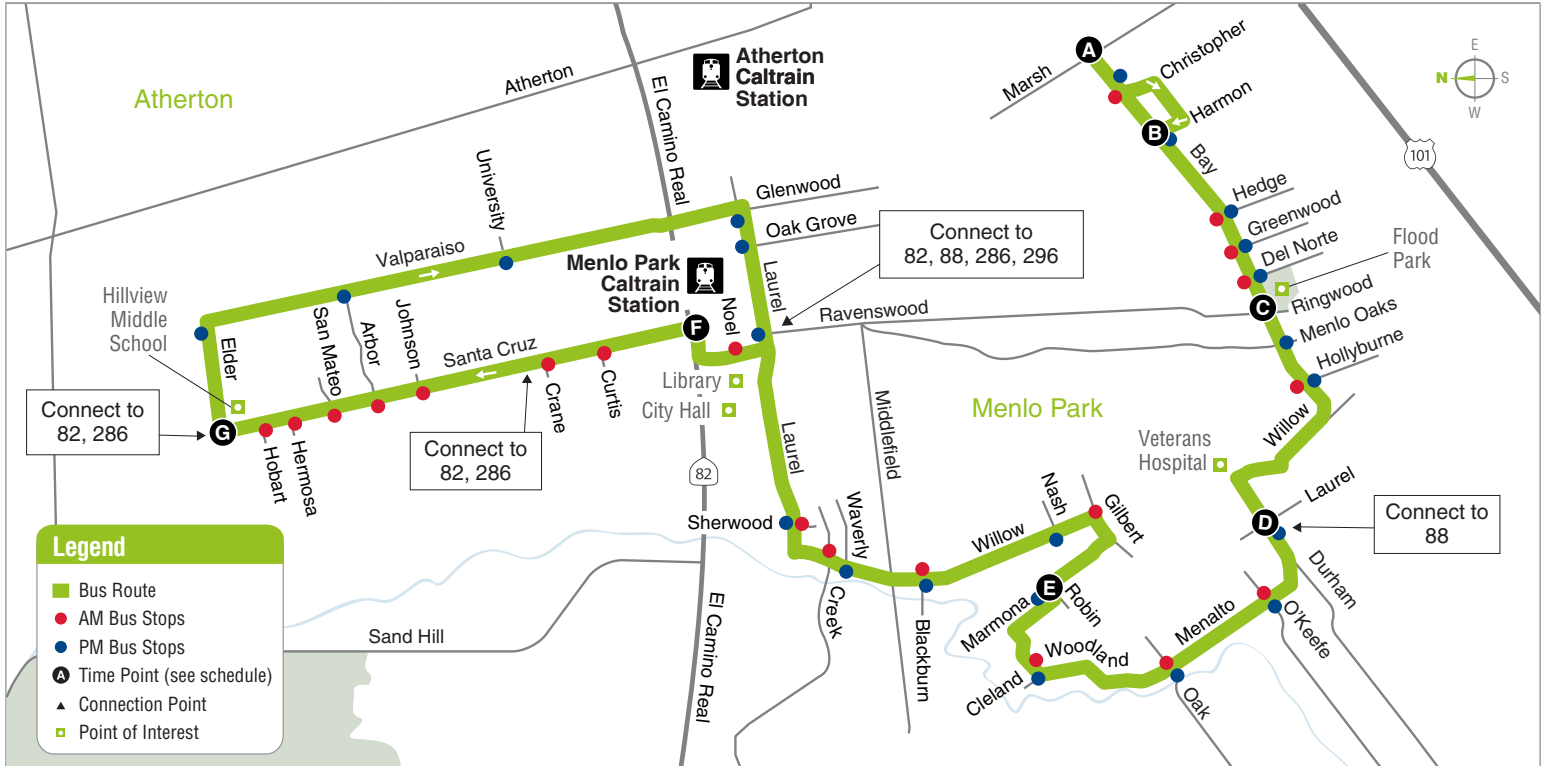 Atherton
Atherton
El Camino Real
Atherton
Caltrain
Station
Marsh
A
Christopher
Harmon
B
Bay
E
N
S
W
101
University
Glenwood
Oak Grove
Hedge
Greenwood
Del Norte
Flood
Park
Connect to
82, 88, 286, 296
Valparaiso
Menlo Park
Caltrain
Station
Laurel
Noel
F
Ravenswood
C
Ringwood
Menlo Oaks
Hollyburne
Hillview
Middle
School
Elder
San Mateo
Arbor
Johnson
Santa Cruz
Crane
Curtis
Library
City Hall
Middlefield
Menlo Park
Willow
Connect to
82, 286
G
Hobart
Hermosa
Connect to
82, 286
82
Laurel
Veterans
Hospital
Laurel
D
Connect to
88
Sherwood
Waverly
Creek
Willow
Nash
Gilbert
Blackburn
E
Robin
Marmona
Woodland
Cleland
Oak
Menalto
O'Keefe
Durham
Sand Hill
El Camino Real
Legend
Bus Route
AM Bus Stops
PM Bus Stops
A Time Point (see schedule)
Connection Point
Point of Interest